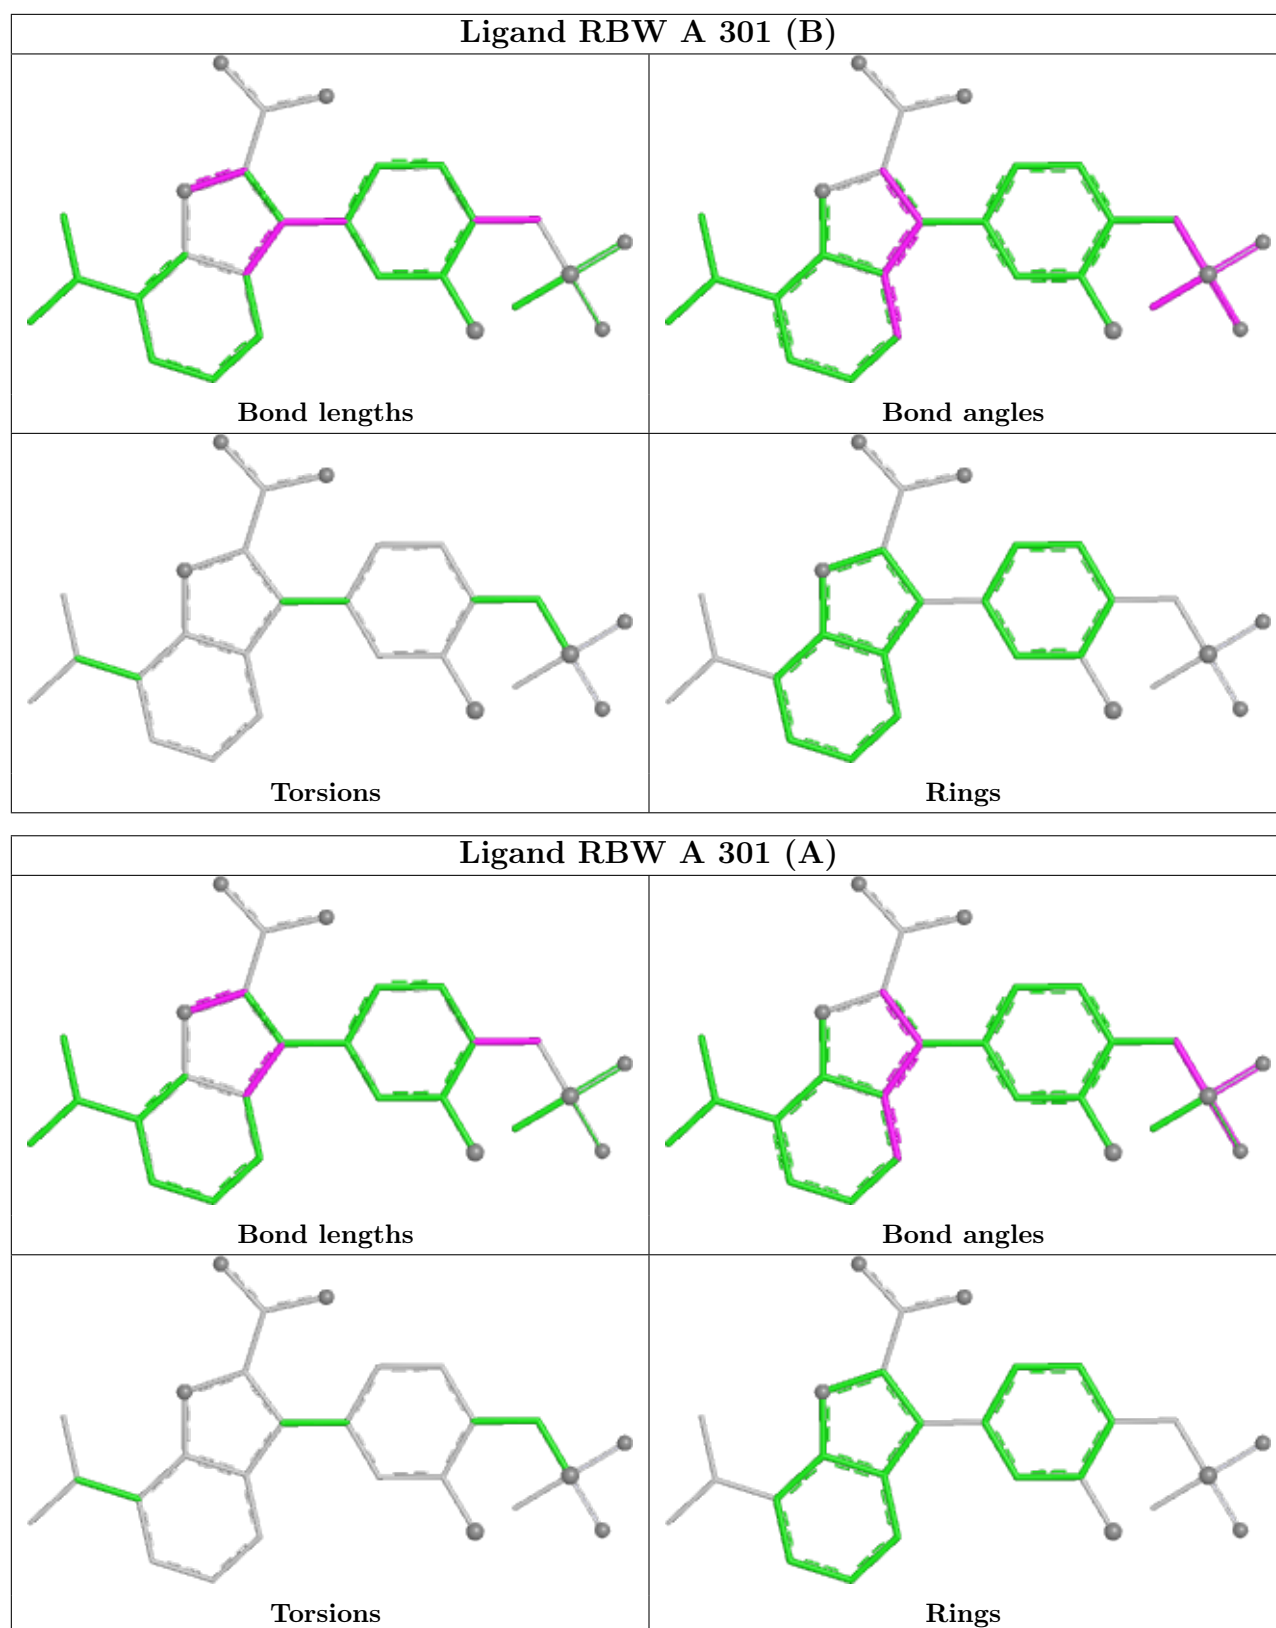 Ligand RBW A 301 (B)
Bond lengths
Bond angles
Torsions
Rings
Ligand RBW A 301 (A)
Bond lengths
Bond angles
Torsions
Rings